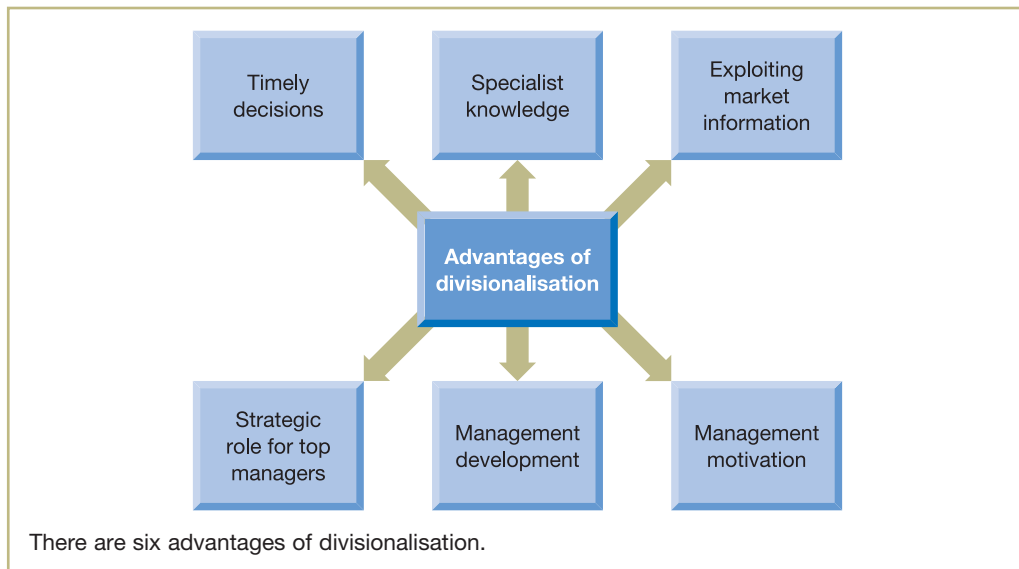 Timely
decisions
Specialist
knowledge
Exploiting
market
information
Advantages of
divisionalisation
Strategic
role for top
managers
Management
development
Management
motivation
There are six advantages of divisionalisation.